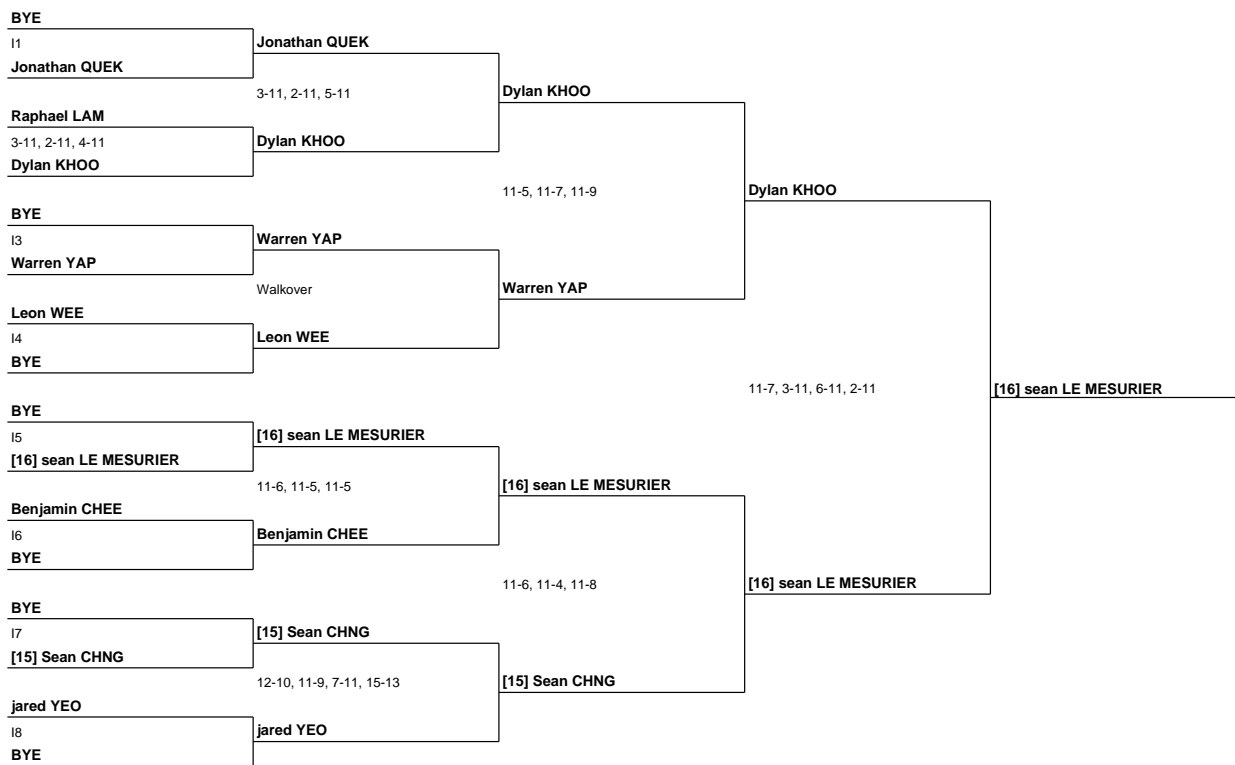 BYE
I1
Jonathan QUEK
Jonathan QUEK
3-11, 2-11, 5-11
Dylan KHOO
Raphael LAM
3-11, 2-11, 4-11
Dylan KHOO
Dylan KHOO
11-5, 11-7, 11-9
Dylan KHOO
BYE
I3
Warren YAP
Warren YAP
Walkover
Warren YAP
Leon WEE
I4
BYE
Leon WEE
11-7, 3-11, 6-11, 2-11
[16] sean LE MESURIER
BYE
I5
[16] sean LE MESURIER
[16] sean LE MESURIER
11-6, 11-5, 11-5
[16] sean LE MESURIER
Benjamin CHEE
I6
BYE
Benjamin CHEE
11-6, 11-4, 11-8
[16] sean LE MESURIER
BYE
I7
[15] Sean CHNG
[15] Sean CHNG
12-10, 11-9, 7-11, 15-13
[15] Sean CHNG
jared YEO
I8
BYE
jared YEO